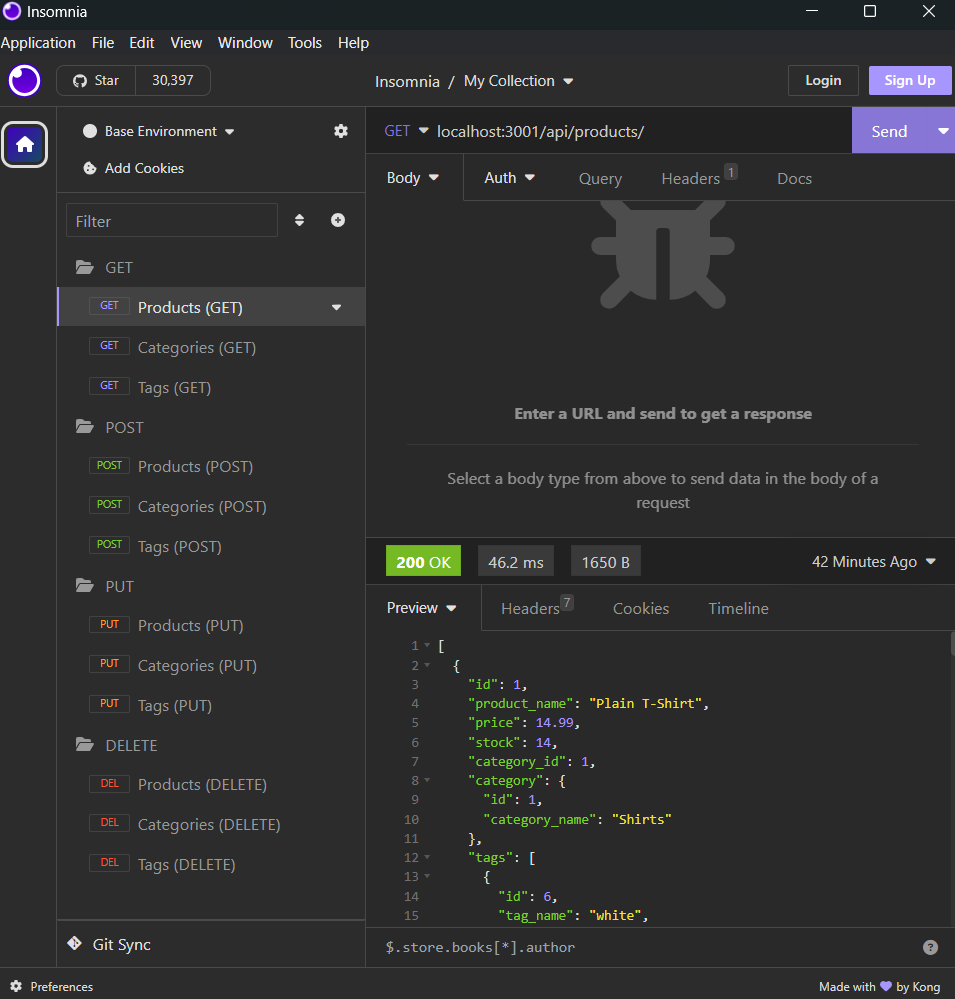 Insomnia
Application File Edit View Window Tools Help
Star 30,397
Insomnia / My Collection
Login
Sign Up
Base Environment
Add Cookies
Filter
GET
GET Products (GET)
GET Categories (GET)
GET Tags (GET)
POST
POST Products (POST)
POST Categories (POST)
POST Tags (POST)
PUT
PUT Products (PUT)
PUT Categories (PUT)
PUT Tags (PUT)
DELETE
DEL Products (DELETE)
DEL Categories (DELETE)
DEL Tags (DELETE)
Git Sync
GET localhost:3001/api/products/ Send
Body Auth Query Headers 1 Docs
Enter a URL and send to get a response
Select a body type from above to send data in the body of a
request
200 OK 46.2 ms 1650 B 42 Minutes Ago
Preview Headers 7 Cookies Timeline
1 [
2 {
3 "id": 1,
4 "product_name": "Plain T-Shirt",
5 "price": 14.99,
6 "stock": 14,
7 "category_id": 1,
8 "category": {
9 "id": 1,
10 "category_name": "Shirts"
11 },
12 "tags": [
13 {
14 "id": 6,
15 "tag_name": "white",
$.store.books[*].author ?
Preferences
Made with 💜 by Kong